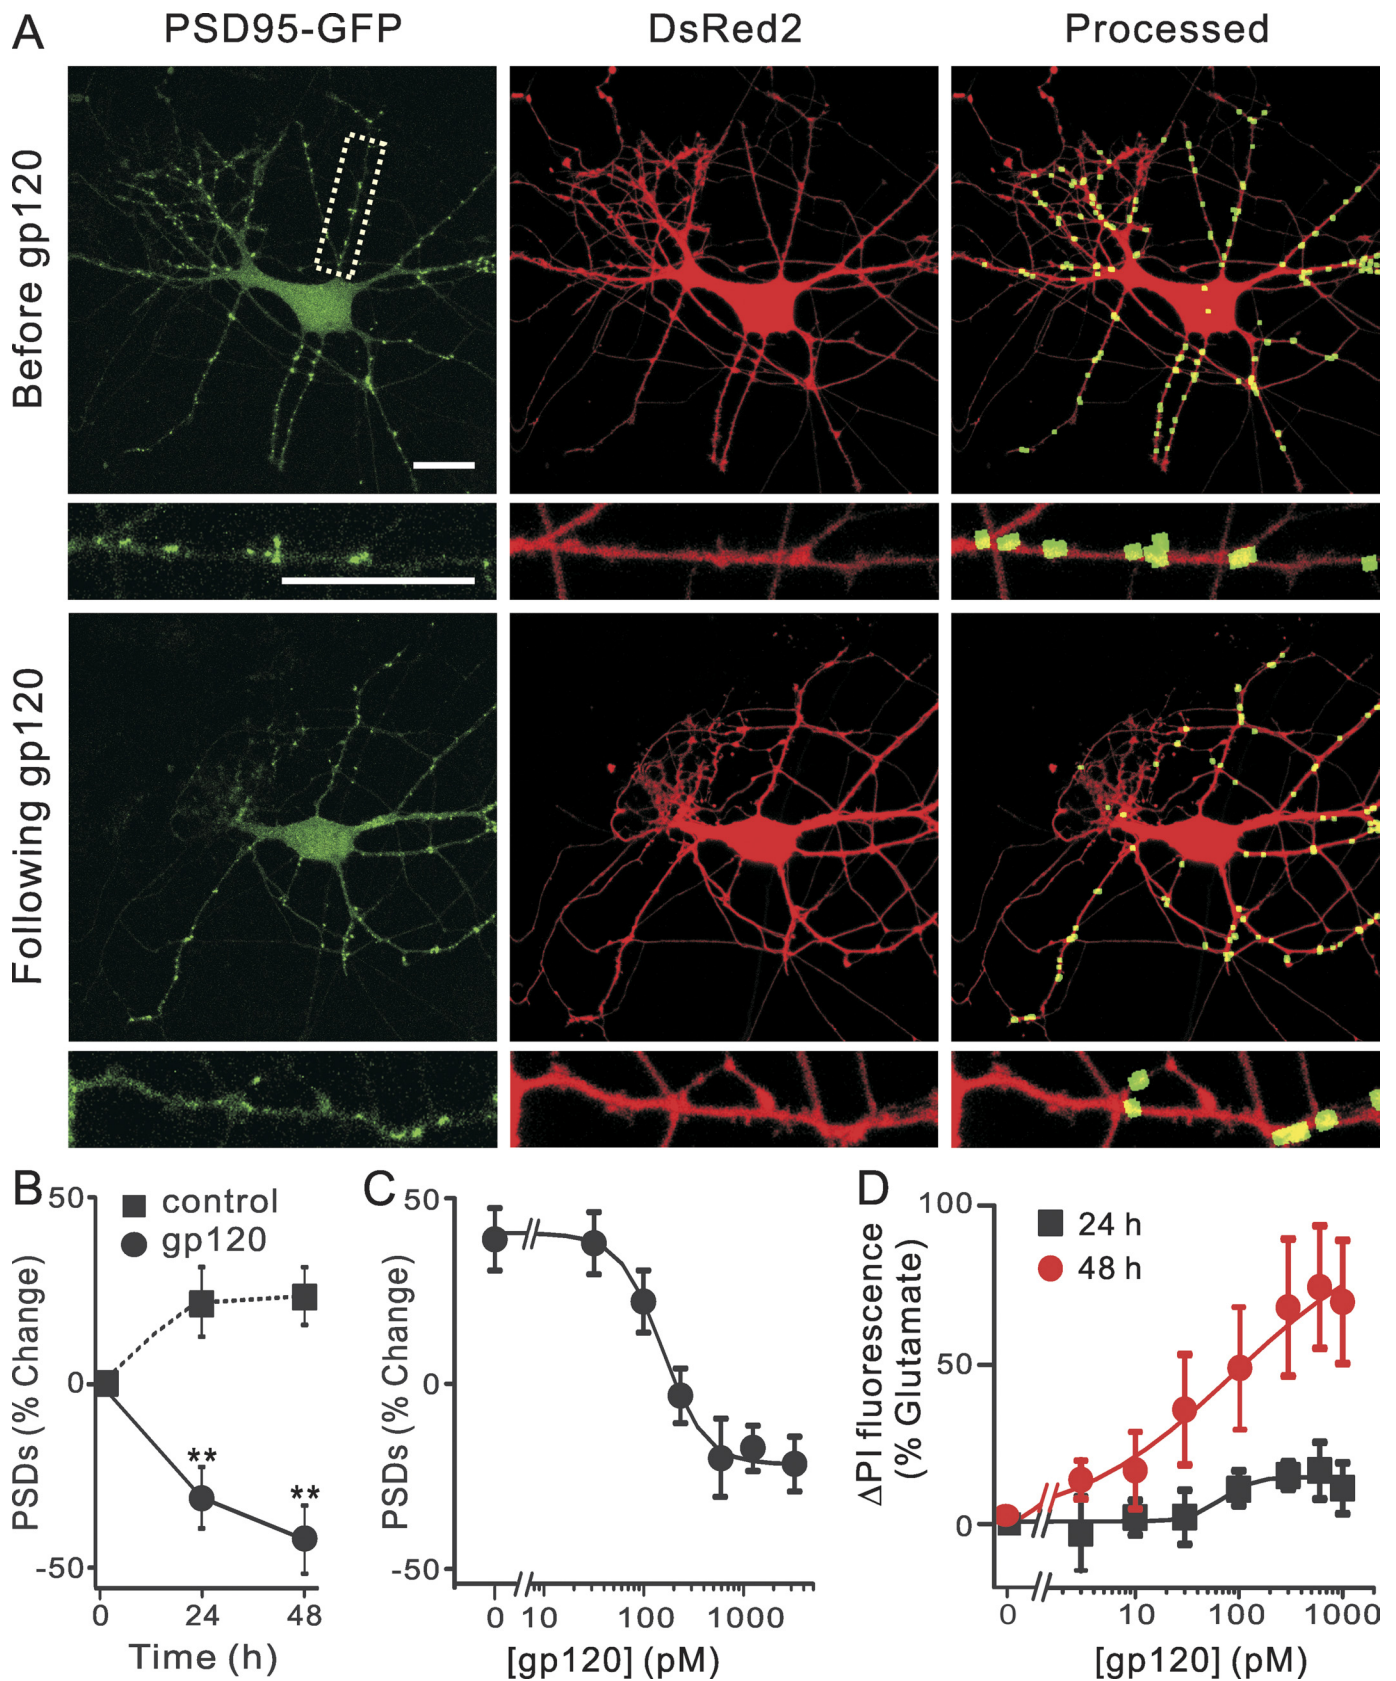 A PSD95-GFP DsRed2 Processed
Before gp120
Following gp120
B
50
0
-50
PSDs (% Change)
control
gp120
**
**
0 24 48
Time (h)
C
50
0
-50
PSDs (% Change)
0 10 100 1000
[gp120] (pM)
D
100
50
0
ΔPI fluorescence
(% Glutamate)
24 h
48 h
0 10 100 1000
[gp120] (pM)